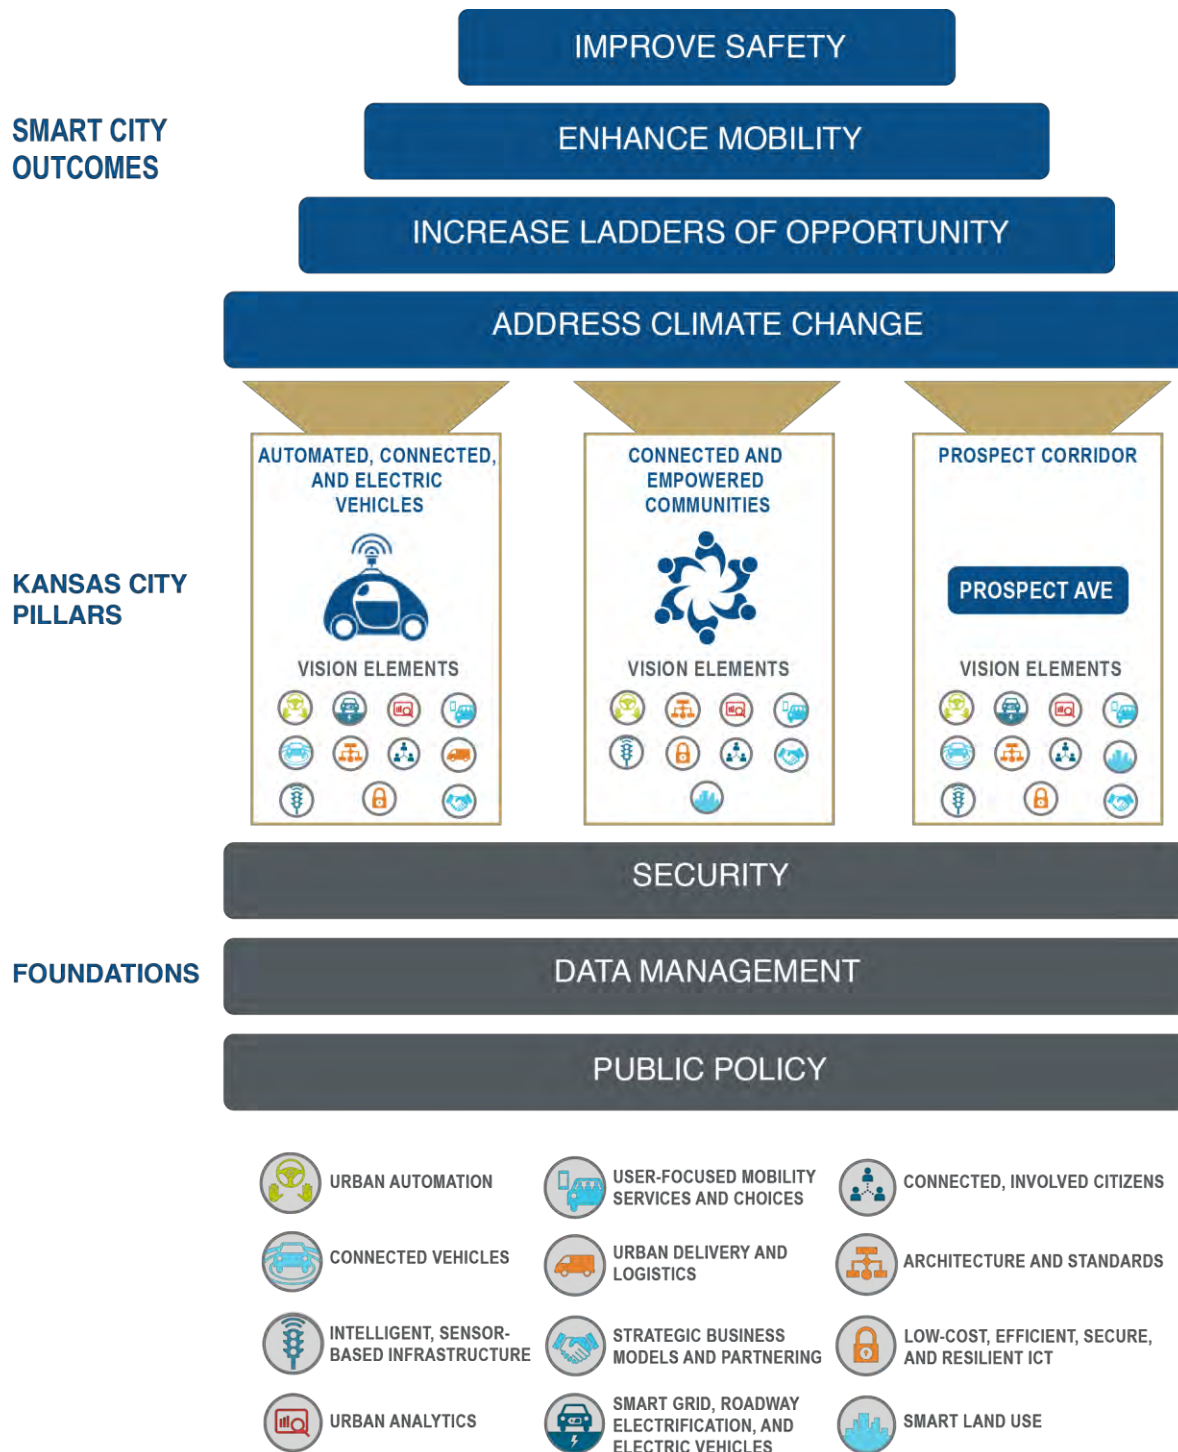 IMPROVE SAFETY
SMART CITY
OUTCOMES
ENHANCE MOBILITY
INCREASE LADDERS OF OPPORTUNITY
ADDRESS CLIMATE CHANGE
KANSAS CITY
PILLARS
AUTOMATED, CONNECTED,
AND ELECTRIC
VEHICLES
VISION ELEMENTS
CONNECTED AND
EMPOWERED
COMMUNITIES
VISION ELEMENTS
PROSPECT CORRIDOR
PROSPECT AVE
VISION ELEMENTS
FOUNDATIONS
SECURITY
DATA MANAGEMENT
PUBLIC POLICY
URBAN AUTOMATION
CONNECTED VEHICLES
INTELLIGENT, SENSOR-
BASED INFRASTRUCTURE
URBAN ANALYTICS
USER-FOCUSED MOBILITY
SERVICES AND CHOICES
URBAN DELIVERY AND
LOGISTICS
STRATEGIC BUSINESS
MODELS AND PARTNERING
SMART GRID, ROADWAY
ELECTRIFICATION, AND
ELECTRIC VEHICLES
CONNECTED, INVOLVED CITIZENS
ARCHITECTURE AND STANDARDS
LOW-COST, EFFICIENT, SECURE,
AND RESILIENT ICT
SMART LAND USE